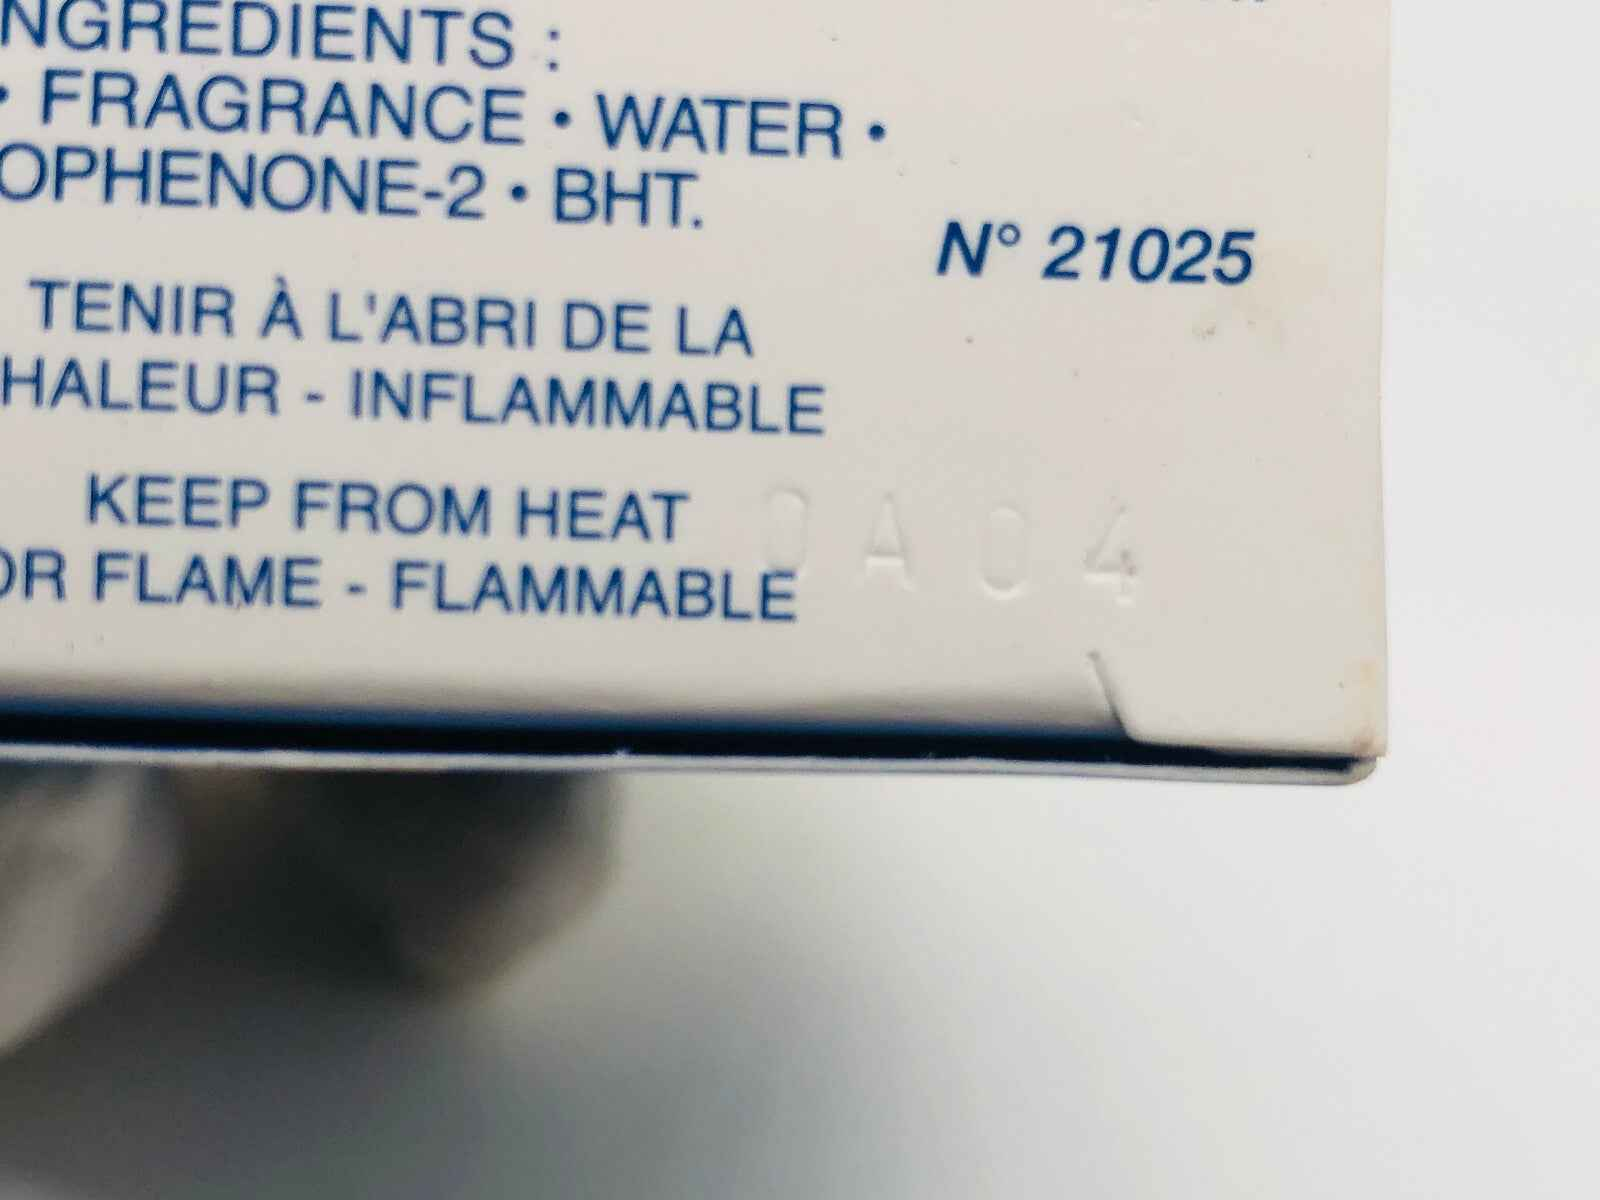 INGREDIENTS :
• FRAGRANCE • WATER •
OPHENONE-2 • BHT.
N° 21025
TENIR À L'ABRI DE LA
HALEUR - INFLAMMABLE
KEEP FROM HEAT
OR FLAME - FLAMMABLE
0A04